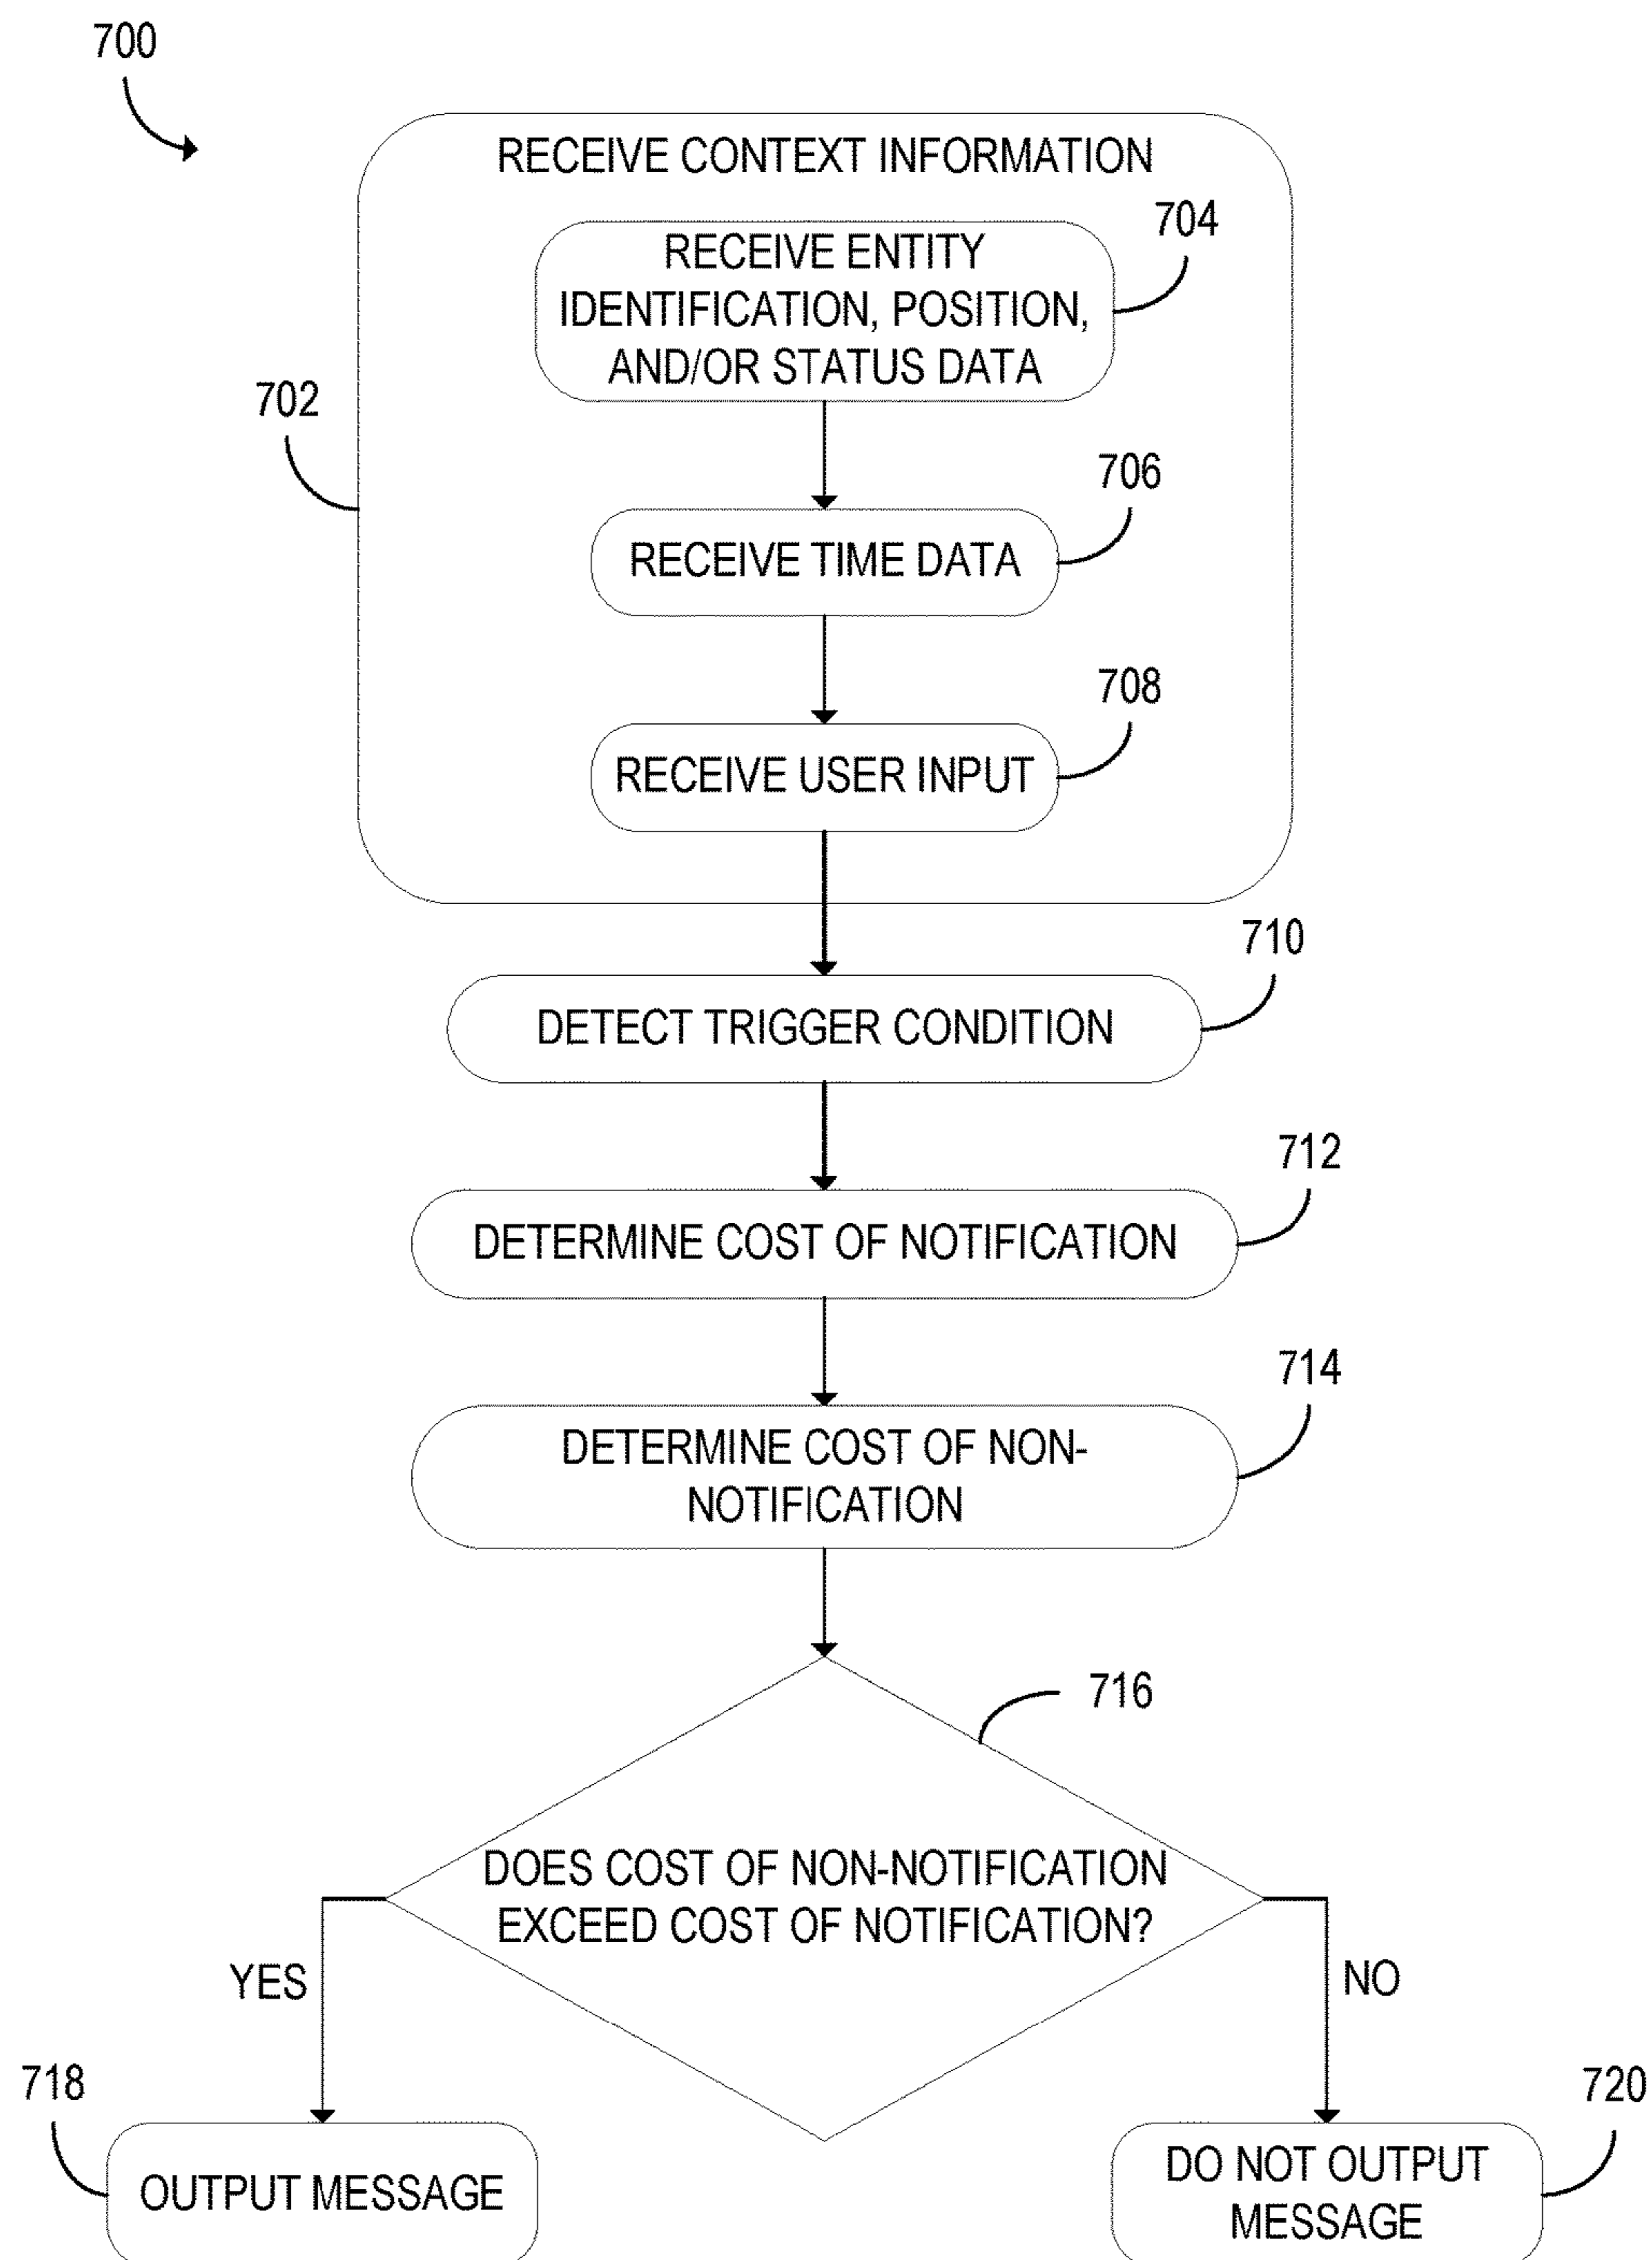 700
RECEIVE CONTEXT INFORMATION
704
RECEIVE ENTITY
IDENTIFICATION, POSITION,
AND/OR STATUS DATA
702
706
RECEIVE TIME DATA
708
RECEIVE USER INPUT
710
DETECT TRIGGER CONDITION
712
DETERMINE COST OF NOTIFICATION
714
DETERMINE COST OF NON-
NOTIFICATION
716
DOES COST OF NON-NOTIFICATION
EXCEED COST OF NOTIFICATION?
YES
NO
718
720
OUTPUT MESSAGE
DO NOT OUTPUT
MESSAGE